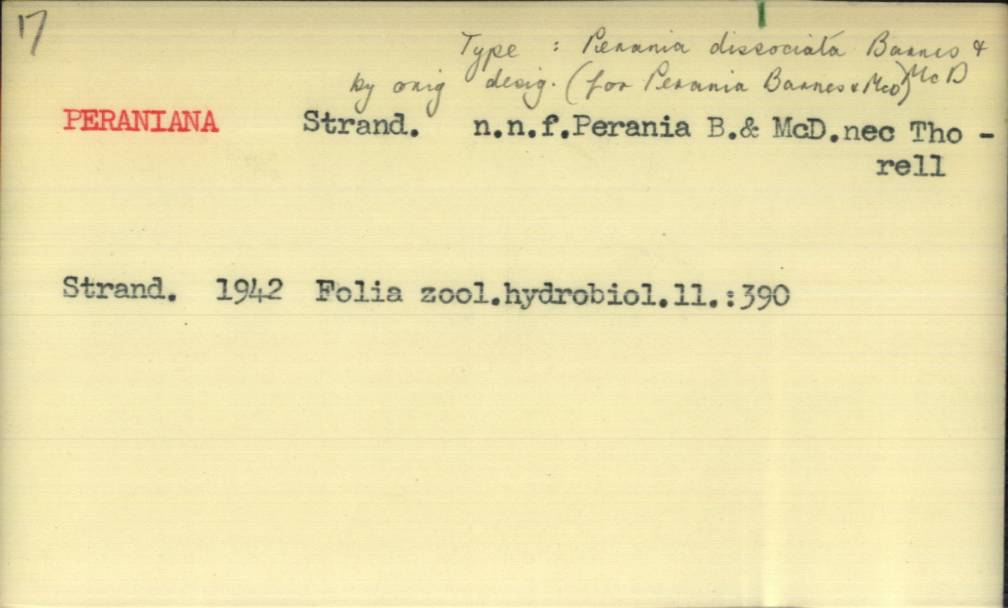 17
Type : Perania dissociata Barnes &
by orig desig. (for Perania Barnes & McD) McD
PERANIANA Strand. n.n.f.Perania B.& McD.nec Tho -
rell
Strand. 1942 Folia zool.hydrobiol.11.:390